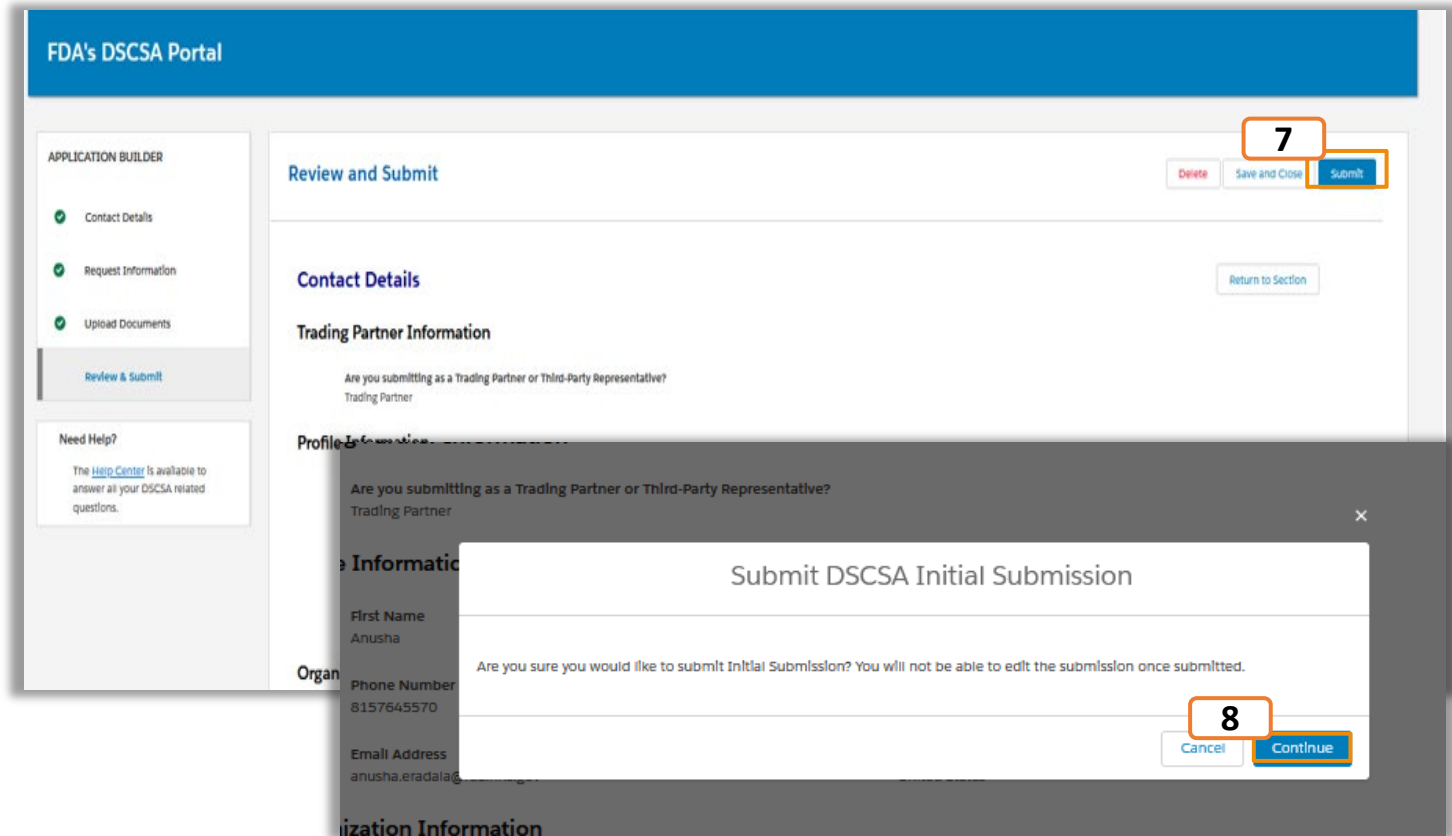 FDA's DSCSA Portal
APPLICATION BUILDER
Contact Details
Request Information
Upload Documents
Review & Submit
Need Help?
The Help Center is available to
answer all your DSCSA related
questions.
Review and Submit
7
Delete
Save and Close
Submit
Contact Details
Return to Section
Trading Partner Information
Are you submitting as a Trading Partner or Third-Party Representative?
Trading Partner
Profile
Are you submitting as a Trading Partner or Third-Party Representative?
Trading Partner
×
Submit DSCSA Initial Submission
First Name
Anusha
Are you sure you would like to submit Initial Submission? You will not be able to edit the submission once submitted.
Organ
Phone Number
8157645570
8
Cancel
Continue
Email Address
anusha.eradala@
ization Information